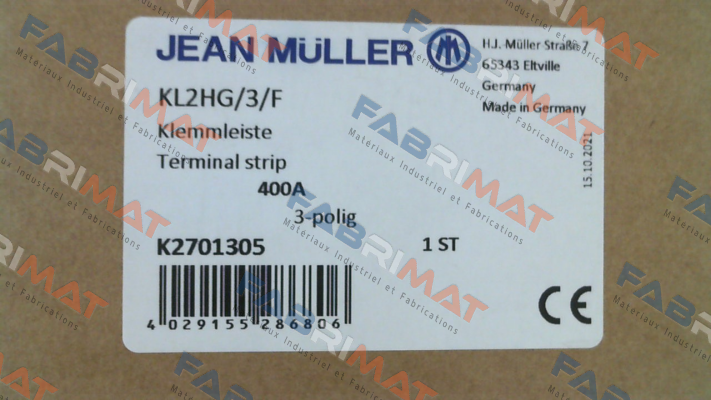 JEAN MÜLLER
H.J.-Müller-Straße 7
65343 Eltville
Germany
Made in Germany
KL2HG/3/F
Klemmleiste
Terminal strip
400A
3-polig
K2701305
1 ST
15.10.2021
4 029155 286806
CE
FABRIMAT
Materiaux Industriel et Fabrications